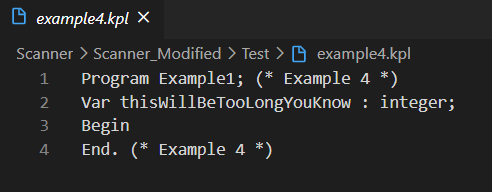 example4.kpl ×
Scanner > Scanner_Modified > Test > example4.kpl
1 Program Example1; (* Example 4 *)
2 Var thisWillBeTooLongYouKnow : integer;
3 Begin
4 End. (* Example 4 *)